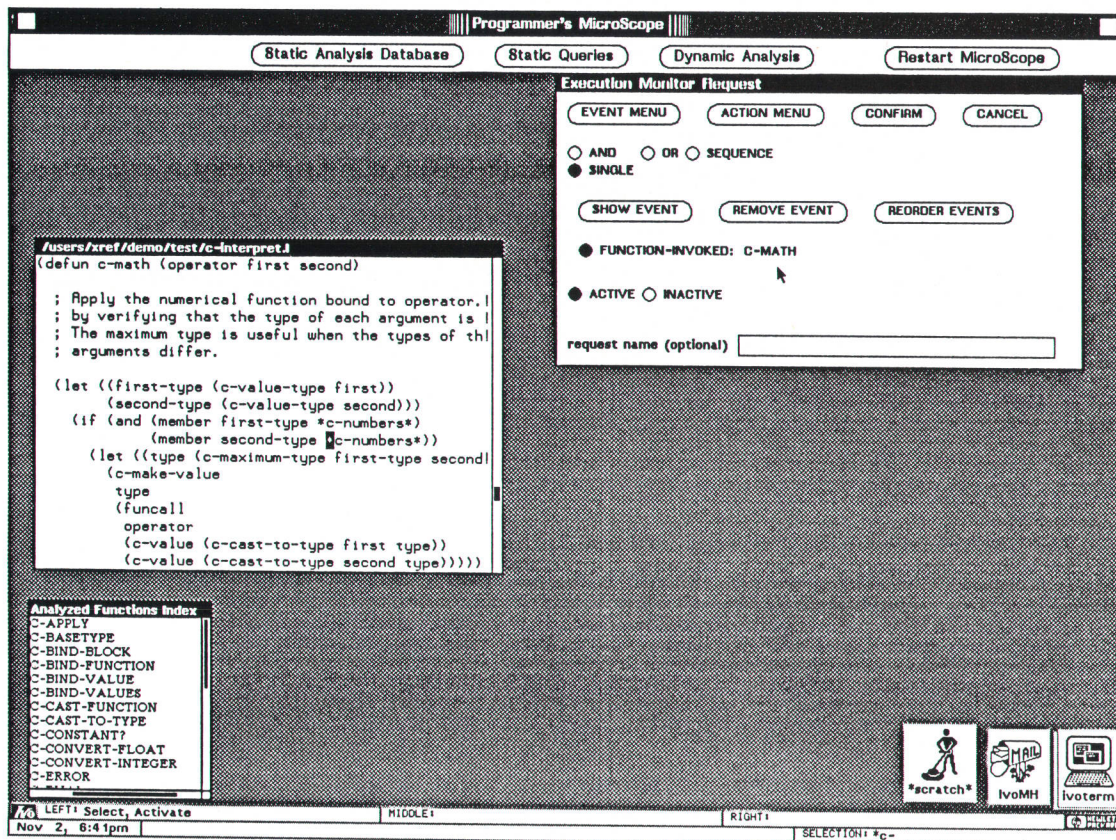 Programmer's MicroScope
Static Analysis Database Static Queries Dynamic Analysis Restart MicroScope
Execution Monitor Request
EVENT MENU ACTION MENU CONFIRM CANCEL
AND OR SEQUENCE
SINGLE
SHOW EVENT REMOVE EVENT REORDER EVENTS
FUNCTION-INVOKED: C-MATH
ACTIVE INACTIVE
request name (optional)
/users/xref/demo/test/c-interpret.l
(defun c-math (operator first second)
; Apply the numerical function bound to operator.
; by verifying that the type of each argument is
; The maximum type is useful when the types of th
; arguments differ.
(let ((first-type (c-value-type first))
(second-type (c-value-type second)))
(if (and (member first-type *c-numbers*)
(member second-type *c-numbers*))
(let ((type (c-maximum-type first-type second
(c-make-value
type
(funcall
operator
(c-value (c-cast-to-type first type))
(c-value (c-cast-to-type second type)))))
Analyzed Functions Index
C-APPLY
C-BASETYPE
C-BIND-BLOCK
C-BIND-FUNCTION
C-BIND-VALUE
C-BIND-VALUES
C-CAST-FUNCTION
C-CAST-TO-TYPE
C-CONSTANT?
C-CONVERT-FLOAT
C-CONVERT-INTEGER
C-ERROR
MAIL
*scratch* IvoMH Ivoterm
Ivo LEFT: Select, Activate MIDDLE: RIGHT:
Nov 2, 6:41pm SELECTION: *c-